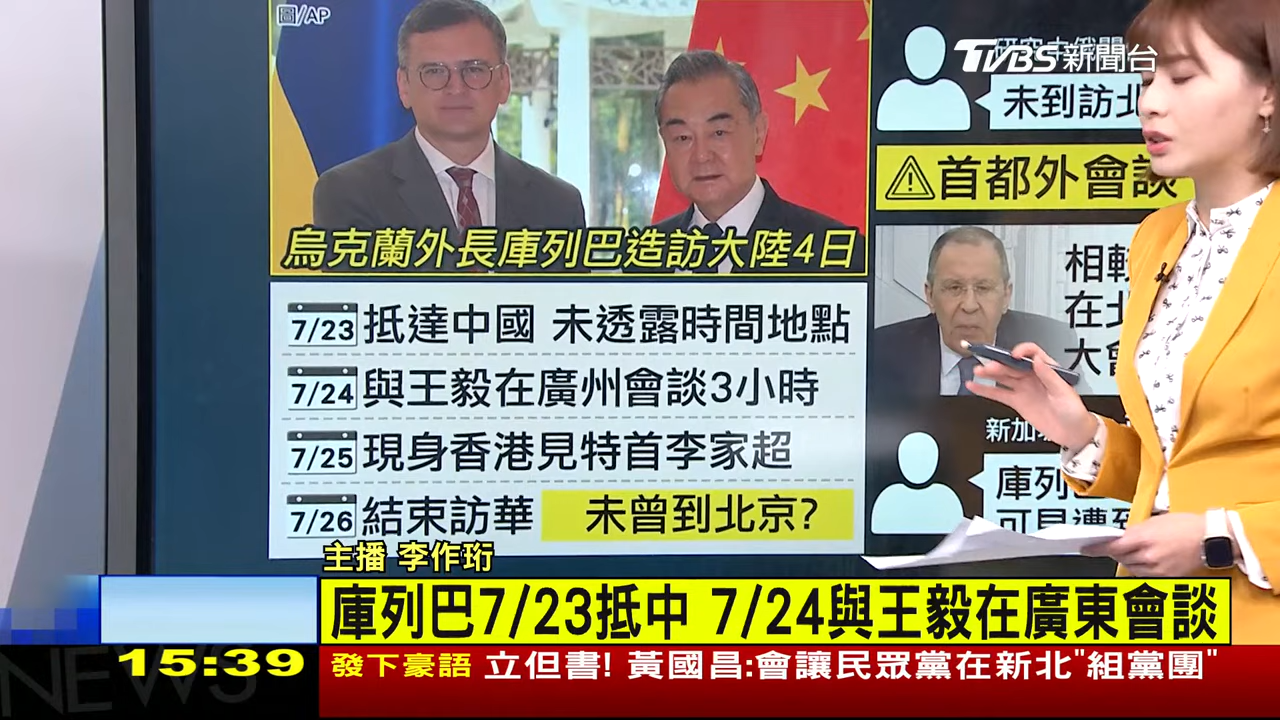 圖/AP
TVBS新聞台
未到訪北
首都外會談
烏克蘭外長庫列巴造訪大陸4日
相較
在北
大會
7/23 抵達中國 未透露時間地點
7/24 與王毅在廣州會談3小時
7/25 現身香港見特首李家超
7/26 結束訪華 未曾到北京?
新加
庫列
主播 李作珩
庫列巴7/23抵中 7/24與王毅在廣東會談
NEWS
15:39
發下豪語 立但書! 黃國昌:會讓民眾黨在新北"組黨團"